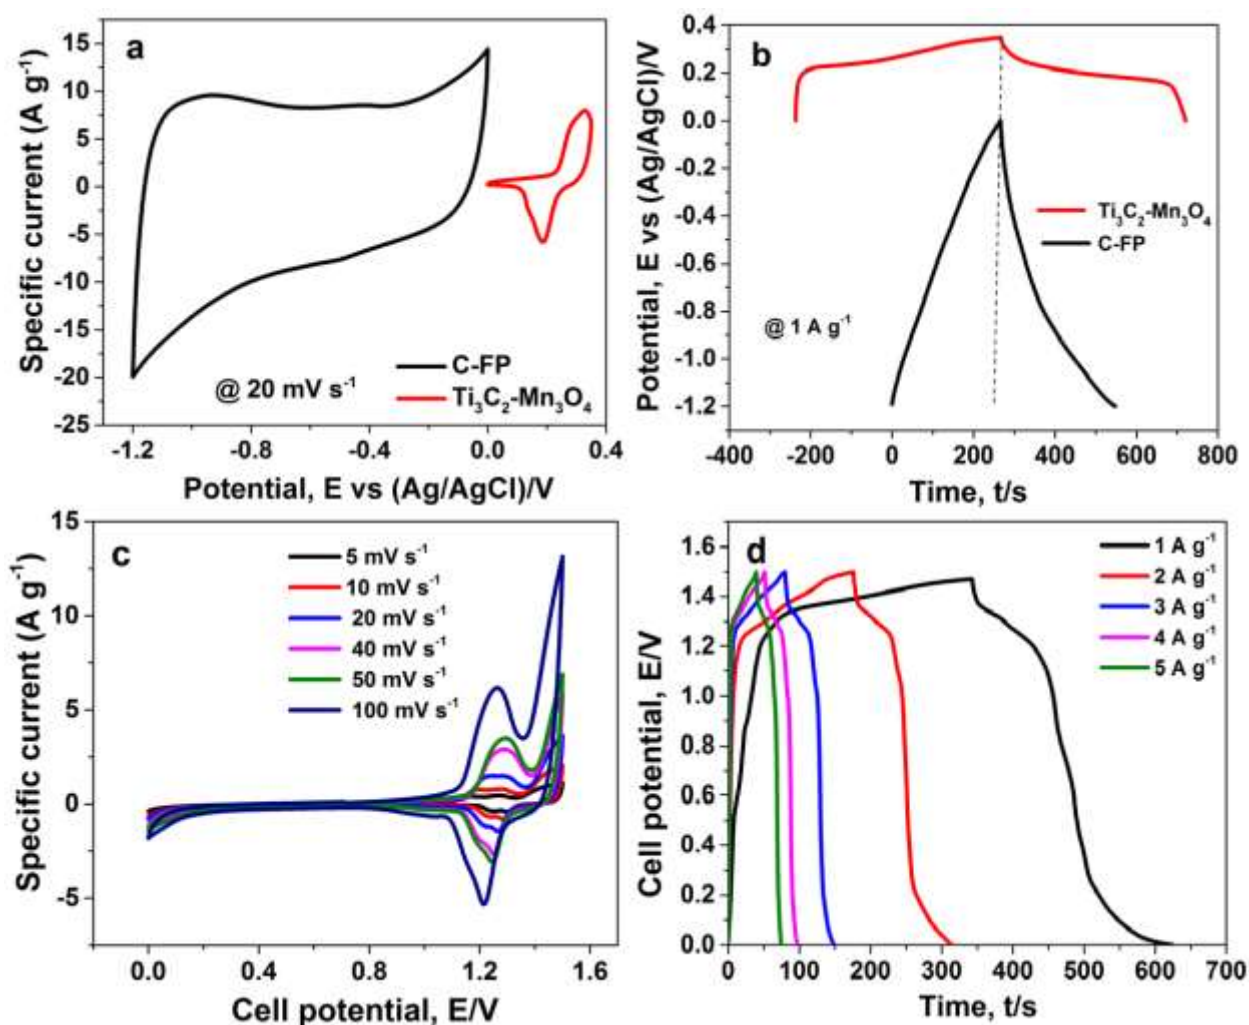 a
Specific current (A g⁻¹)
15
10
5
0
-5
-10
-15
-20
-25
C-FP
@ 20 mV s⁻¹
Ti₃C₂-Mn₃O₄
-1.2
-0.8
-0.4
0.0
0.4
Potential, E vs (Ag/AgCl)/V
b
Potential, E vs (Ag/AgCl)/V
0.4
0.2
0.0
-0.2
-0.4
-0.6
-0.8
-1.0
-1.2
Ti₃C₂-Mn₃O₄
C-FP
@ 1 A g⁻¹
-400
-200
0
200
400
600
800
Time, t/s
c
Specific current (A g⁻¹)
15
10
5
0
-5
5 mV s⁻¹
10 mV s⁻¹
20 mV s⁻¹
40 mV s⁻¹
50 mV s⁻¹
100 mV s⁻¹
0.0
0.4
0.8
1.2
1.6
Cell potential, E/V
d
Cell potential, E/V
1.6
1.4
1.2
1.0
0.8
0.6
0.4
0.2
0.0
1 A g⁻¹
2 A g⁻¹
3 A g⁻¹
4 A g⁻¹
5 A g⁻¹
0
100
200
300
400
500
600
700
Time, t/s